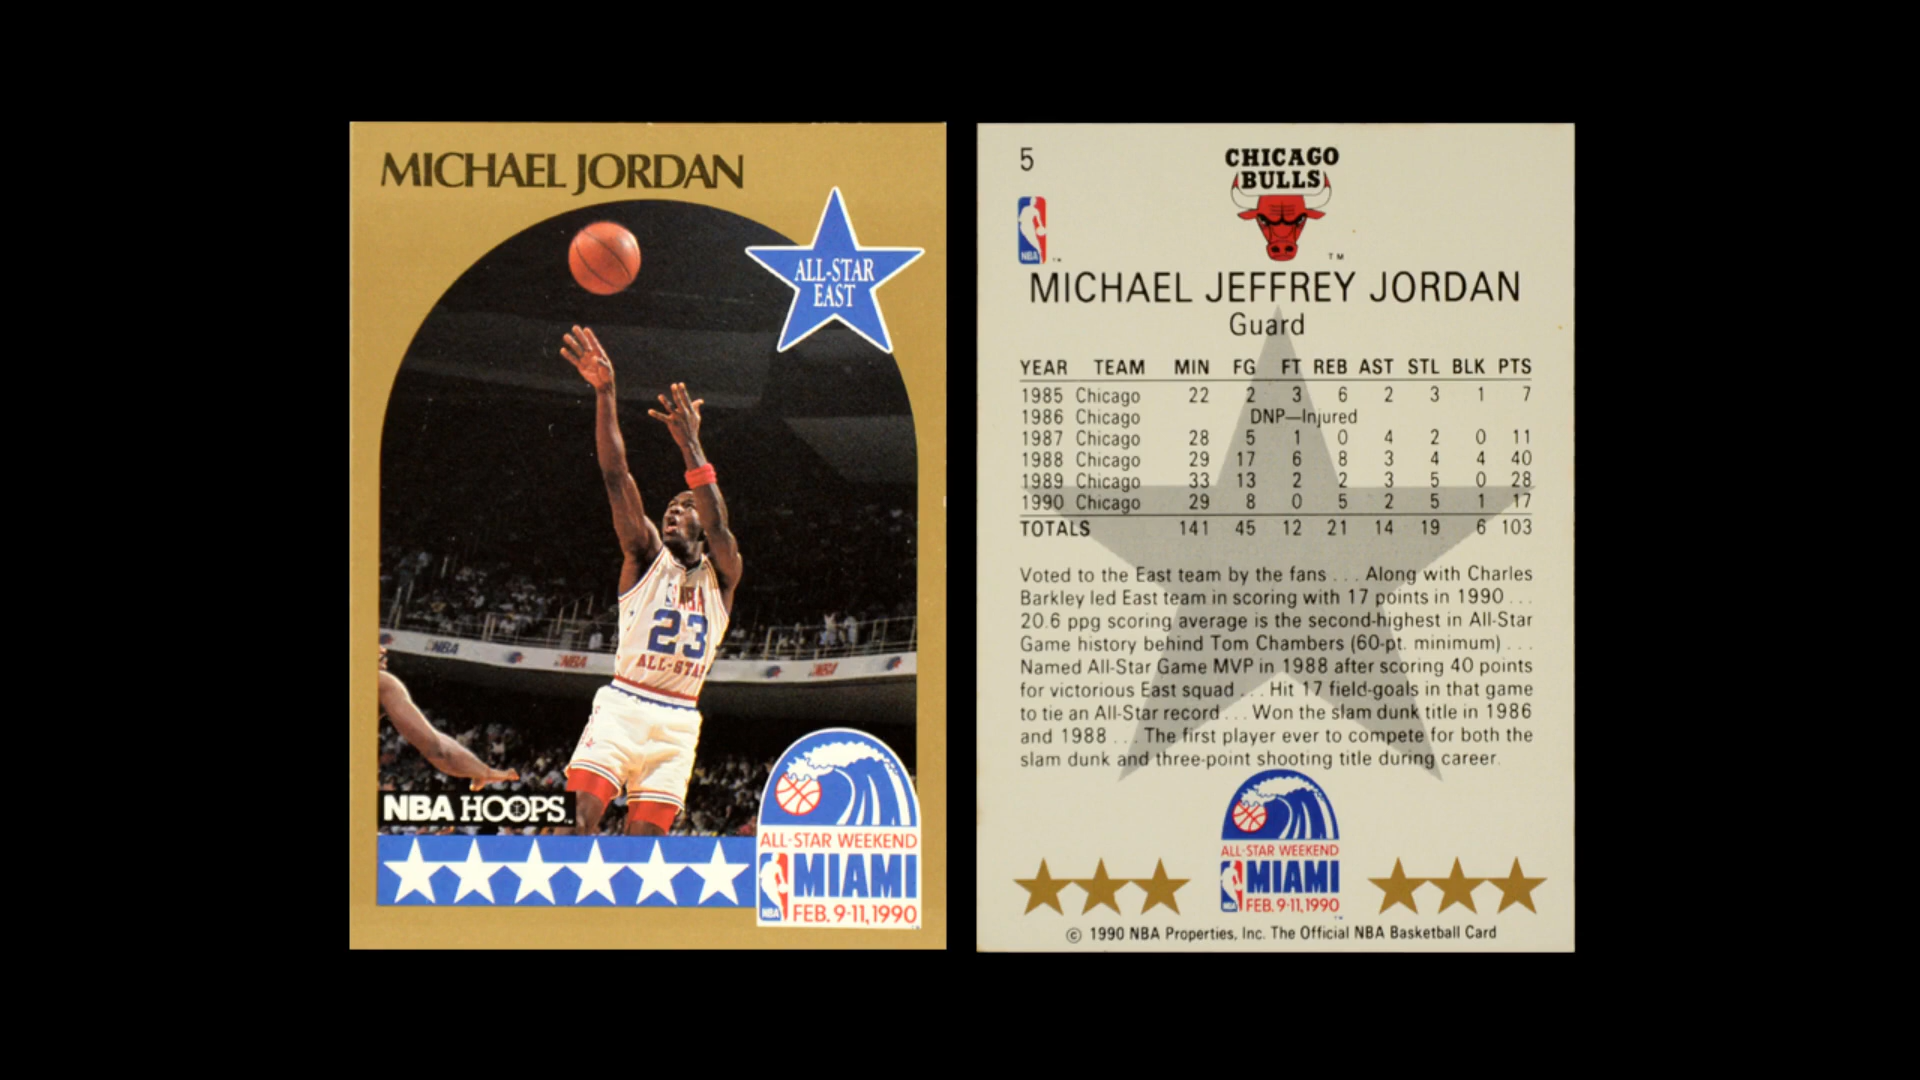 MICHAEL JORDAN
ALL-STAR
EAST
NBA
23
ALL-STA
NBA
NBA
NBA
NBA HOOPS
ALL-STAR WEEKEND
MIAMI
NBA
FEB. 9-11, 1990
5
CHICAGO
BULLS
TM
NBA
MICHAEL JEFFREY JORDAN
Guard
YEAR TEAM MIN FG FT REB AST STL BLK PTS
1985 Chicago 22 2 3 6 2 3 1 7
1986 Chicago DNP—Injured
1987 Chicago 28 5 1 0 4 2 0 11
1988 Chicago 29 17 6 8 3 4 4 40
1989 Chicago 33 13 2 2 3 5 0 28
1990 Chicago 29 8 0 5 2 5 1 17
TOTALS 141 45 12 21 14 19 6 103
Voted to the East team by the fans . . . Along with Charles
Barkley led East team in scoring with 17 points in 1990 . . .
20.6 ppg scoring average is the second-highest in All-Star
Game history behind Tom Chambers (60-pt. minimum) . . .
Named All-Star Game MVP in 1988 after scoring 40 points
for victorious East squad . . . Hit 17 field-goals in that game
to tie an All-Star record . . . Won the slam dunk title in 1986
and 1988 . . . The first player ever to compete for both the
slam dunk and three-point shooting title during career.
ALL-STAR WEEKEND
MIAMI
NBA
FEB. 9-11, 1990
© 1990 NBA Properties, Inc. The Official NBA Basketball Card